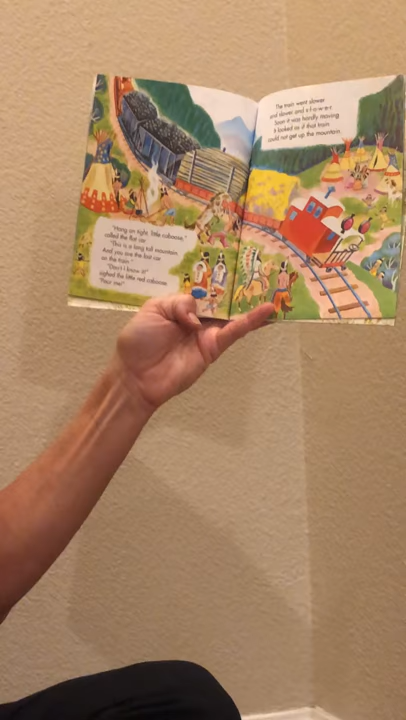 "Hang on tight, little caboose,"
called the flat car.
"This is a long tall mountain.
And you are the last car
on the train."
"Don't I know it"
sighed the little red caboose.
"Poor me!"
The train went slower
and slower and s-l-o-w-e-r.
Soon it was hardly moving.
It looked as if that train
could not get up the mountain.